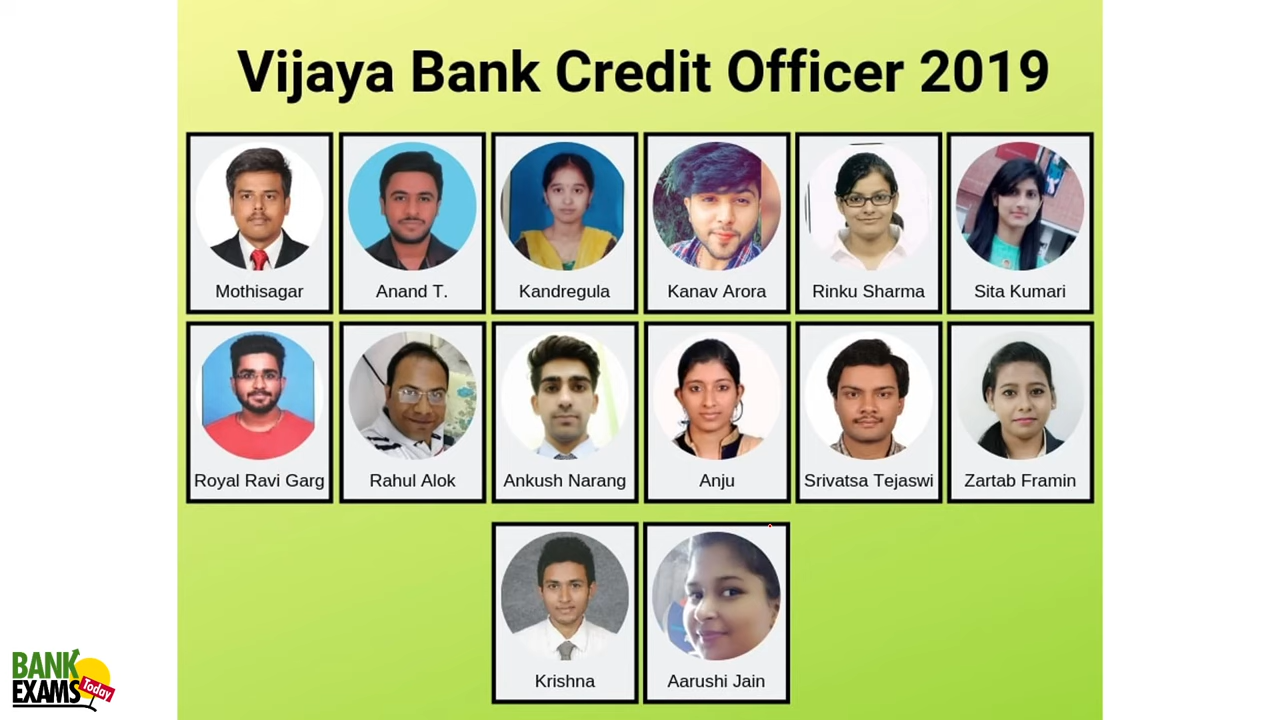 Vijaya Bank Credit Officer 2019
Mothisagar
Anand T.
Kandregula
Kanav Arora
Rinku Sharma
Sita Kumari
Royal Ravi Garg
Rahul Alok
Ankush Narang
Anju
Srivatsa Tejaswi
Zartab Framin
Krishna
Aarushi Jain
BANK
EXAMS
Today